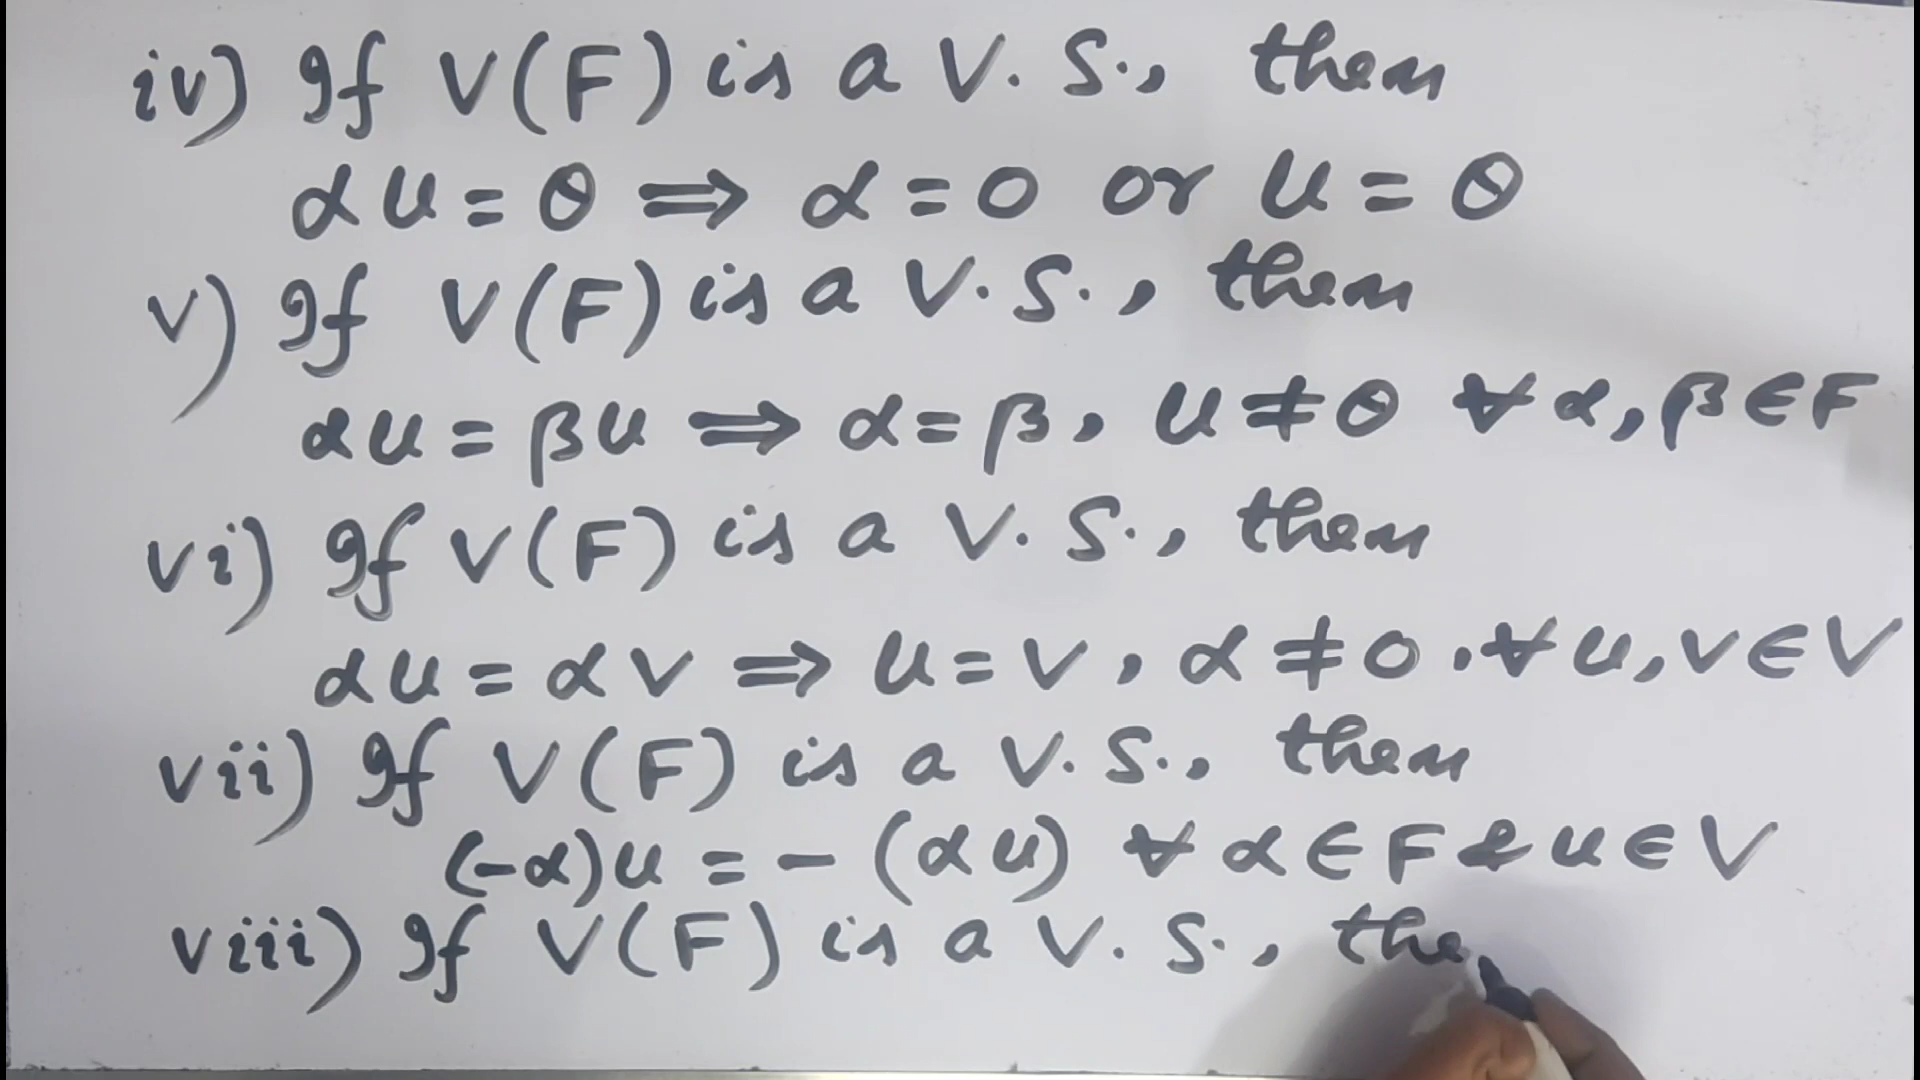 iv) If V(F) is a V.S., then
αu = θ ⟹ α = 0 or u = θ
v) If V(F) is a V.S., then
αu = βu ⟹ α = β, u ≠ θ ∀ α, β ∈ F
vi) If V(F) is a V.S., then
αu = αv ⟹ u = v, α ≠ 0, ∀ u, v ∈ V
vii) If V(F) is a V.S., then
(-α)u = -(αu) ∀ α ∈ F & u ∈ V
viii) If V(F) is a V.S., the